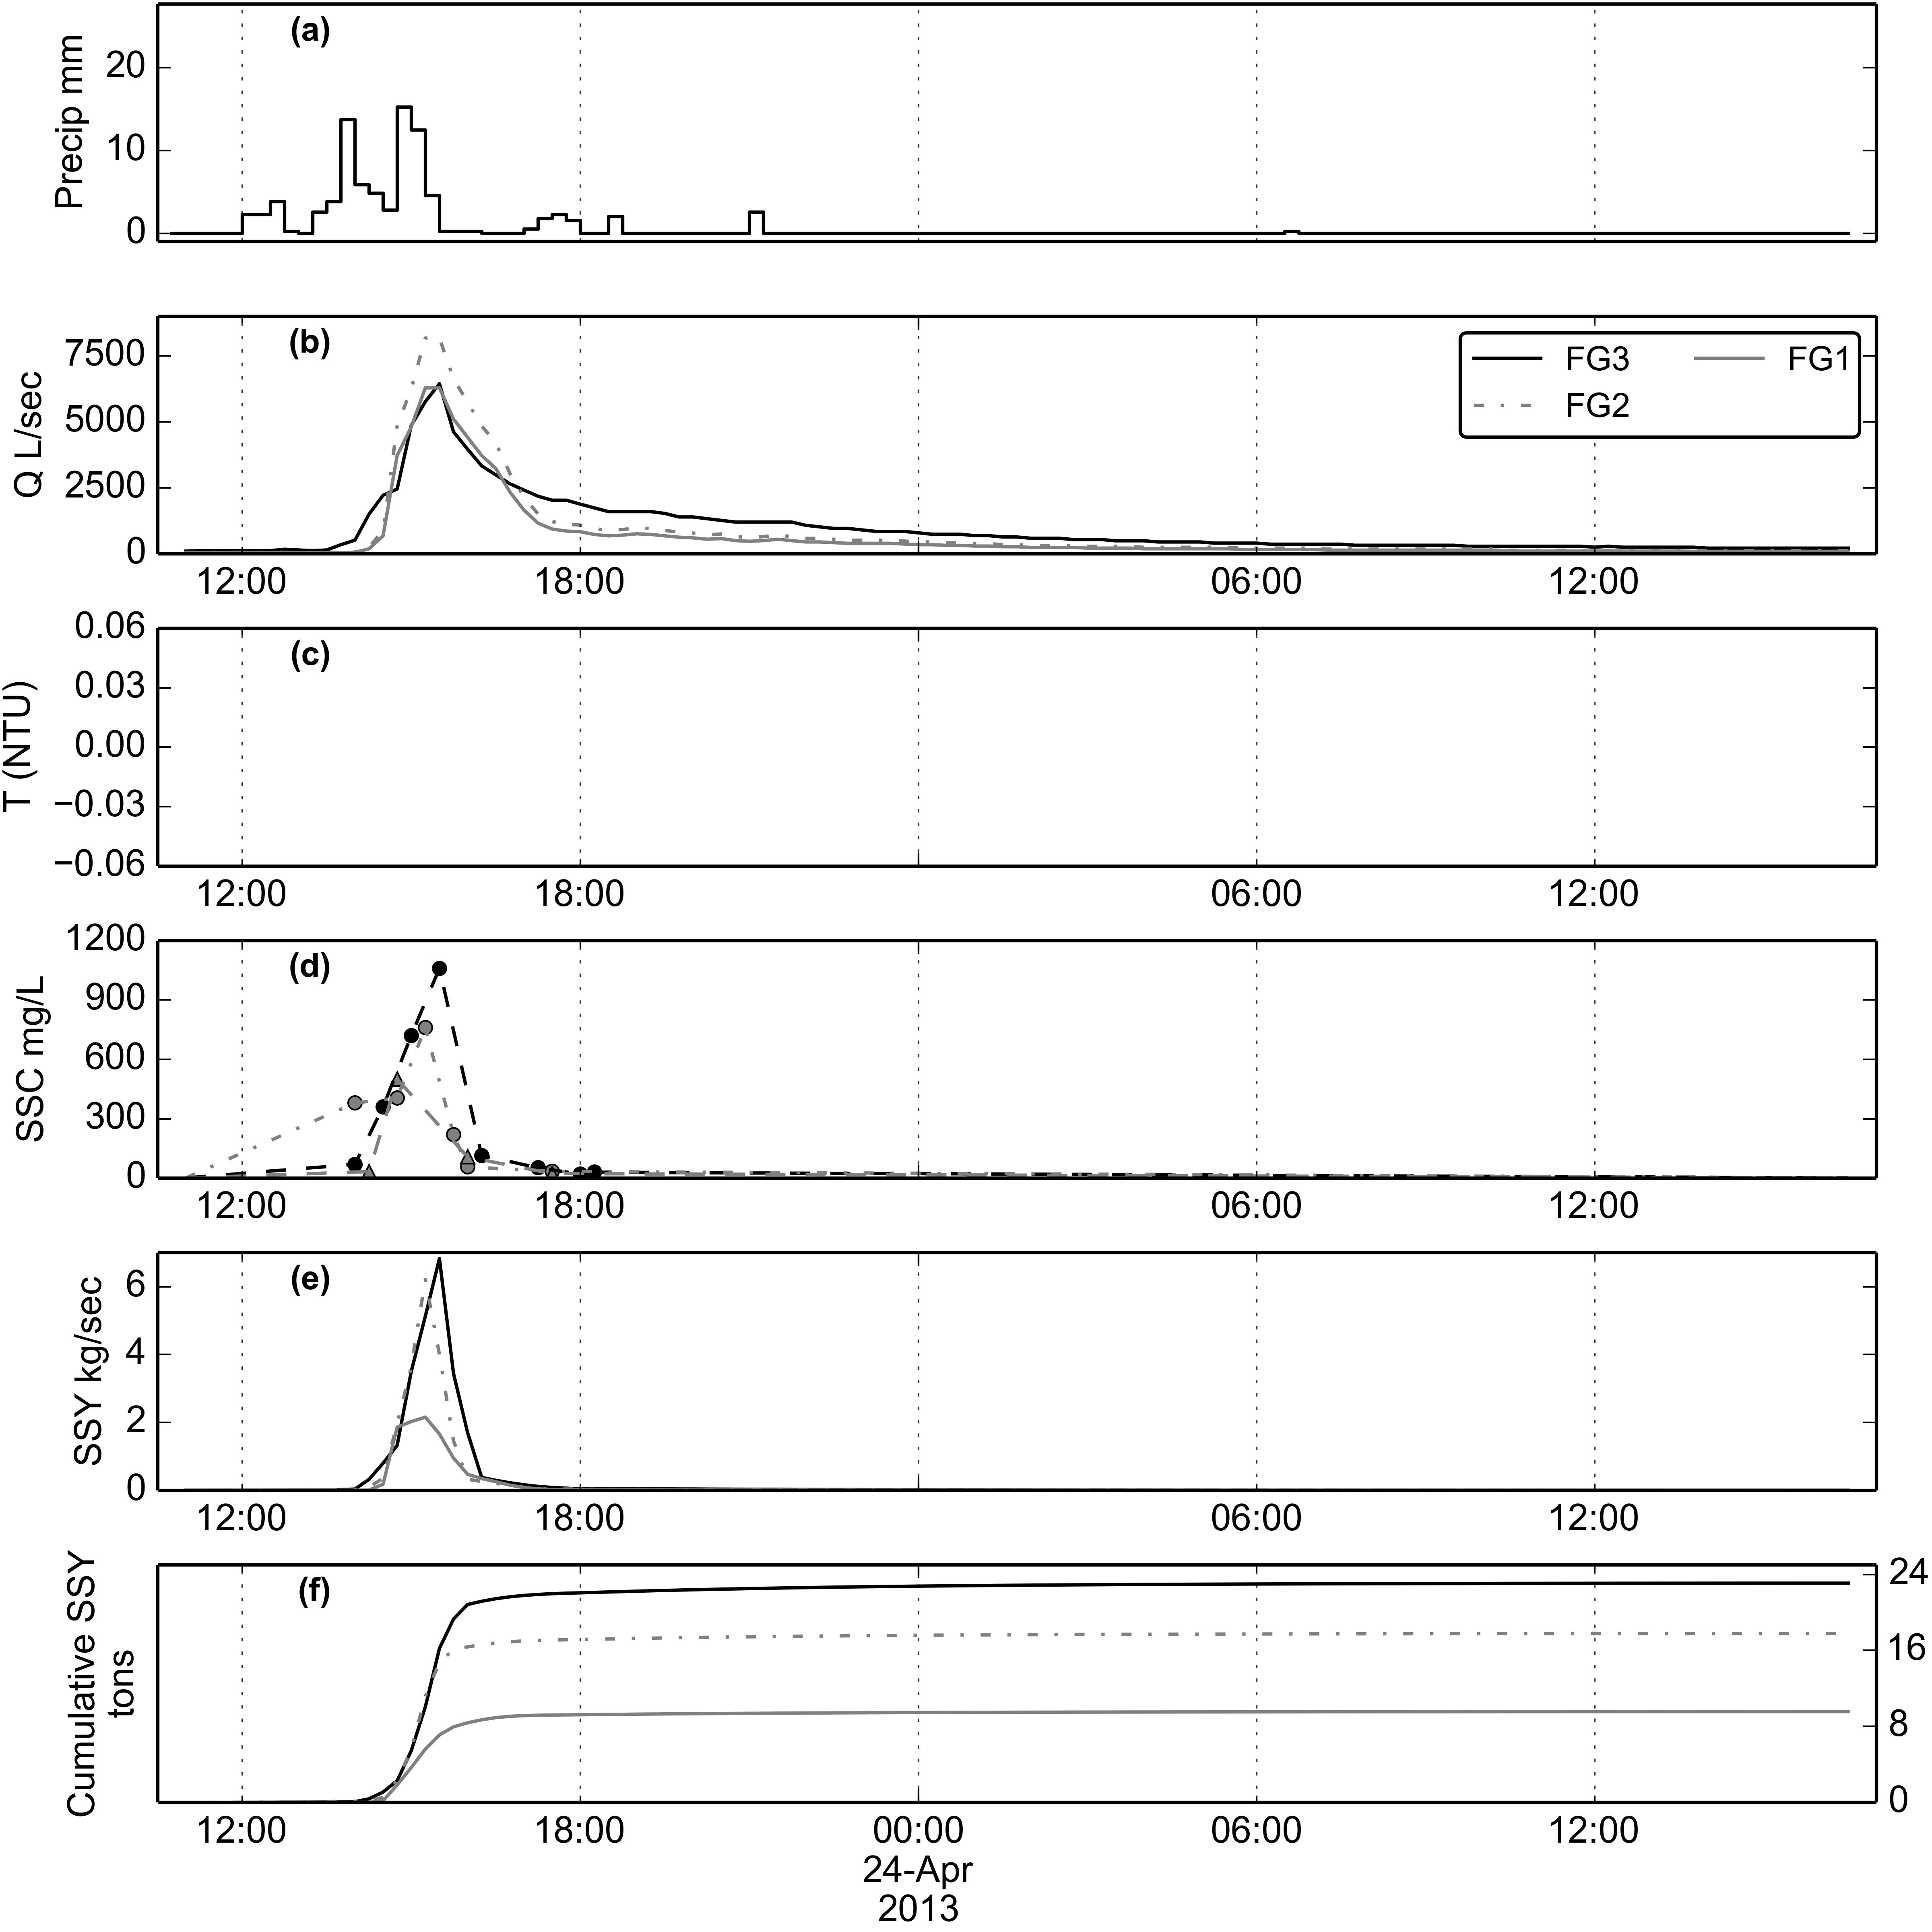 (a)
Precip mm
20
10
0
(b)
Q L/sec
7500
5000
2500
0
FG3 FG1
FG2
12:00 18:00 06:00 12:00
(c)
T (NTU)
0.06
0.03
0.00
−0.03
−0.06
12:00 18:00 06:00 12:00
(d)
SSC mg/L
1200
900
600
300
0
12:00 18:00 06:00 12:00
(e)
SSY kg/sec
6
4
2
0
12:00 18:00 06:00 12:00
(f)
Cumulative SSY
tons
24
16
8
0
12:00 18:00 00:00 06:00 12:00
24-Apr
2013